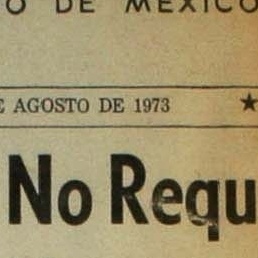 O DE MEXICO
E AGOSTO DE 1973 ★
No Requ